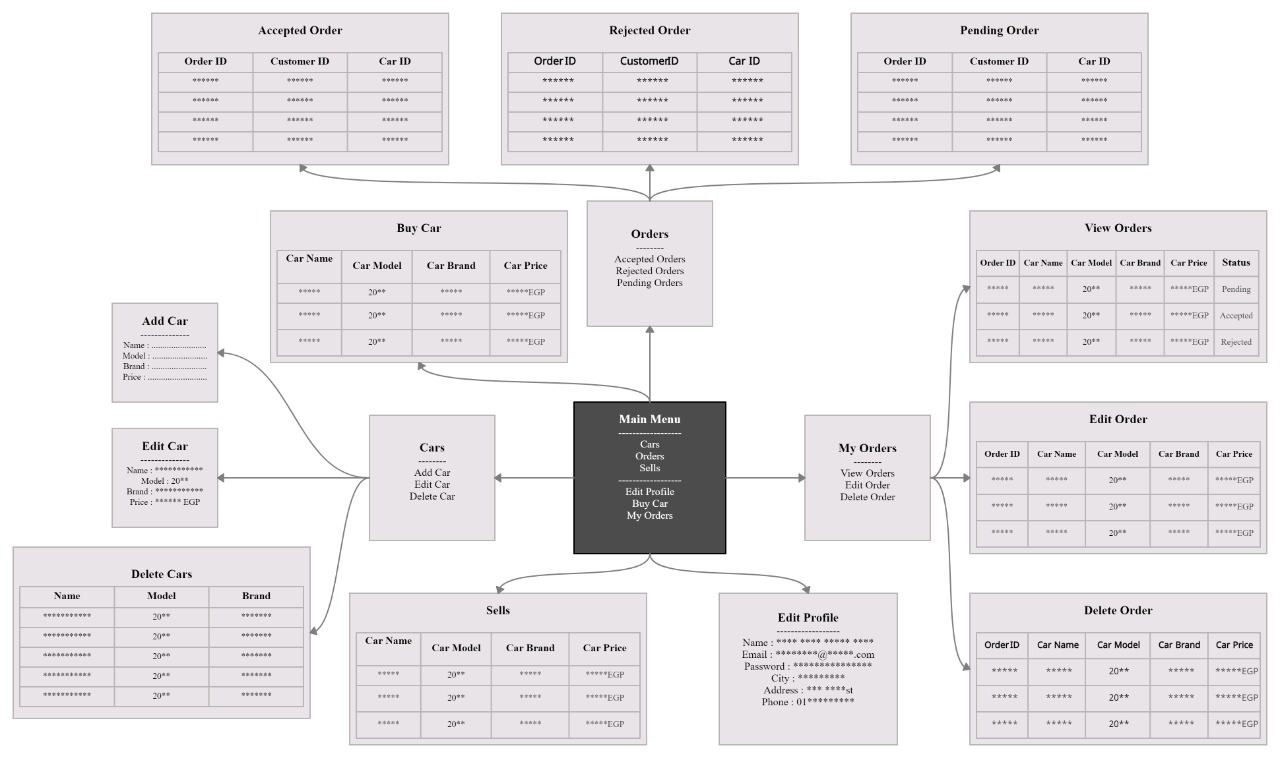 Accepted Order
Order ID Customer ID Car ID
****** ****** ******
****** ****** ******
****** ****** ******
****** ****** ******
Rejected Order
Order ID CustomerID Car ID
****** ****** ******
****** ****** ******
****** ****** ******
****** ****** ******
Pending Order
Order ID Customer ID Car ID
****** ****** ******
****** ****** ******
****** ****** ******
****** ****** ******
Buy Car
Car Name Car Model Car Brand Car Price
***** 20** ***** *****EGP
***** 20** ***** *****EGP
***** 20** ***** *****EGP
Orders
--------
Accepted Orders
Rejected Orders
Pending Orders
View Orders
Order ID Car Name Car Model Car Brand Car Price Status
***** ***** 20** ***** *****EGP Pending
***** ***** 20** ***** *****EGP Accepted
***** ***** 20** ***** *****EGP Rejected
Add Car
--------------
Name : ........................
Model : ........................
Brand : ........................
Price : ..........................
Edit Car
--------------
Name : ***********
Model : 20**
Brand : ***********
Price : ****** EGP
Cars
--------
Add Car
Edit Car
Delete Car
Main Menu
-------------------
Cars
Orders
Sells
-------------------
Edit Profile
Buy Car
My Orders
My Orders
--------
View Orders
Edit Order
Delete Order
Edit Order
Order ID Car Name Car Model Car Brand Car Price
***** ***** 20** ***** *****EGP
***** ***** 20** ***** *****EGP
***** ***** 20** ***** *****EGP
Delete Cars
Name Model Brand
*********** 20** *******
*********** 20** *******
*********** 20** *******
*********** 20** *******
*********** 20** *******
Sells
Car Name Car Model Car Brand Car Price
***** 20** ***** *****EGP
***** 20** ***** *****EGP
***** 20** ***** *****EGP
Edit Profile
------------------
Name : **** **** ***** ****
Email : ********@*****.com
Password : ***************
City : *********
Address : *** ****st
Phone : 01*********
Delete Order
Order ID Car Name Car Model Car Brand Car Price
***** ***** 20** ***** *****EGP
***** ***** 20** ***** *****EGP
***** ***** 20** ***** *****EGP